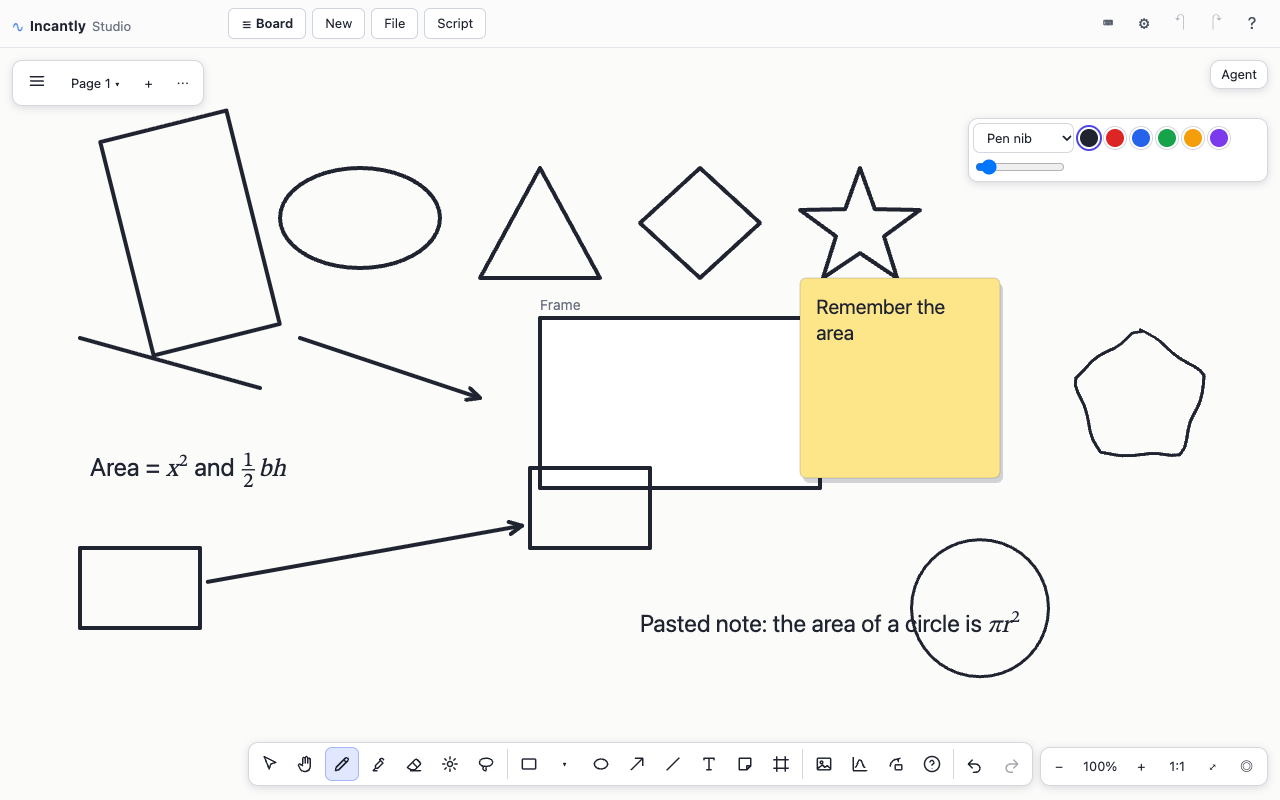 Incantly Studio
Board
New
File
Script
?
Page 1
+
...
Agent
Pen nib
Frame
Remember the
area
Area = x² and 1/2 bh
Pasted note: the area of a circle is πr²
− 100% + 1:1